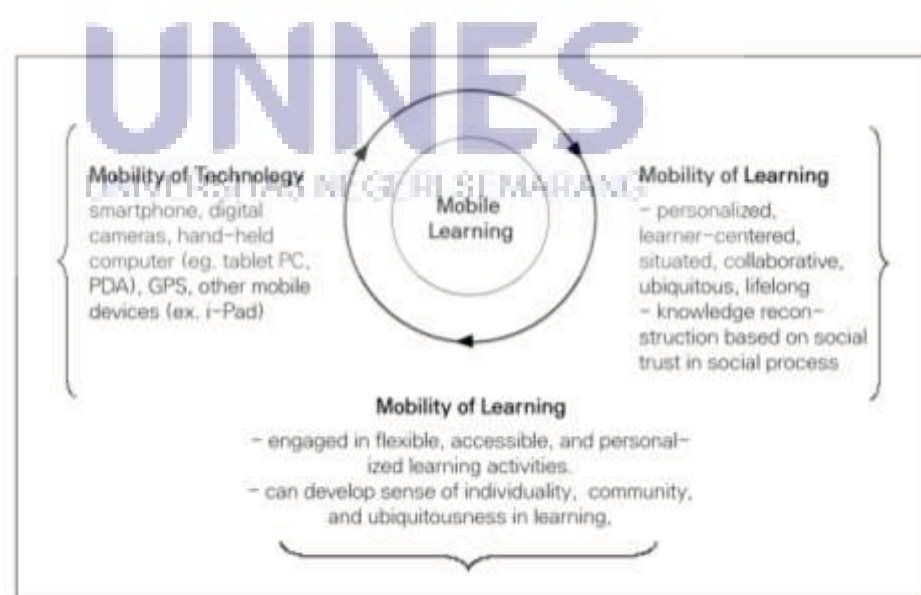 UNNES
UNIVERSITAS NEGERI SEMARANG
Mobility of Technology
smartphone, digital
cameras, hand-held
computer (eg. tablet PC,
PDA), GPS, other mobile
devices (ex. i-Pad)
Mobile
Learning
Mobility of Learning
- personalized,
learner-centered,
situated, collaborative,
ubiquitous, lifelong
- knowledge recon-
struction based on social
trust in social process
Mobility of Learning
- engaged in flexible, accessible, and personal-
ized learning activities.
- can develop sense of individuality, community,
and ubiquitousness in learning.